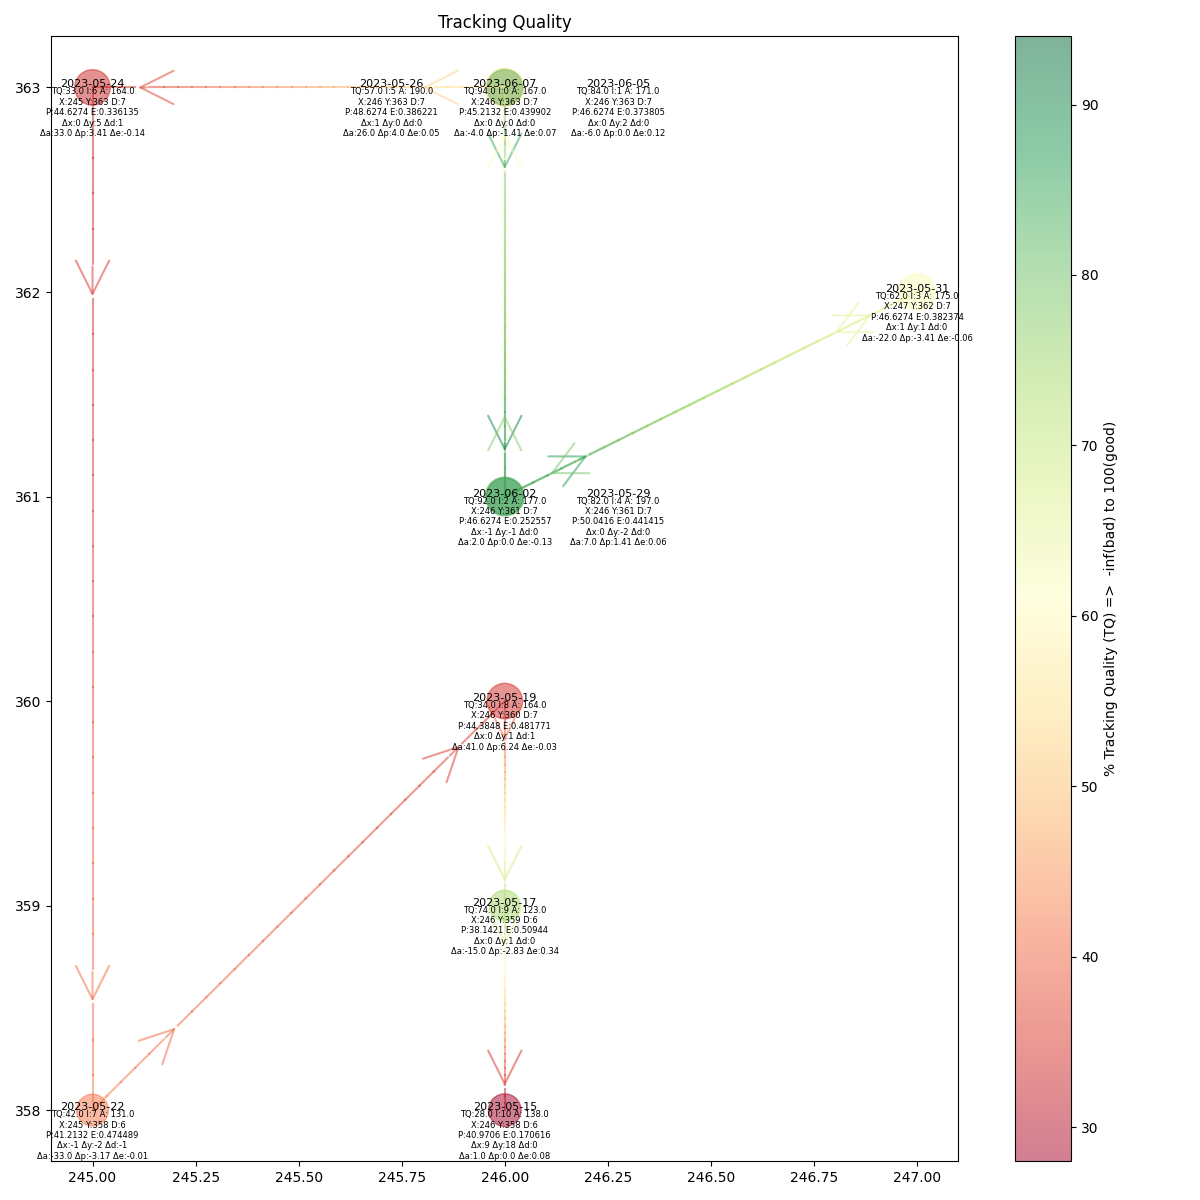 Tracking Quality
363
362
361
360
359
358
2023-05-24
TQ:33.0 I:6 A: 164.0
X:245 Y:363 D:7
P:44.6274 E:0.336135
Δx:0 Δy:5 Δd:1
Δa:33.0 Δp:3.41 Δe:-0.14
2023-05-26
TQ:57.0 I:5 A: 190.0
X:246 Y:363 D:7
P:48.6274 E:0.386221
Δx:1 Δy:0 Δd:0
Δa:26.0 Δp:4.0 Δe:0.05
2023-06-07
TQ:94.0 I:0 A: 167.0
X:246 Y:363 D:7
P:45.2132 E:0.439902
Δx:0 Δy:0 Δd:0
Δa:-4.0 Δp:-1.41 Δe:0.07
2023-06-05
TQ:84.0 I:1 A: 171.0
X:246 Y:363 D:7
P:46.6274 E:0.373805
Δx:0 Δy:2 Δd:0
Δa:-6.0 Δp:0.0 Δe:0.12
2023-05-31
TQ:62.0 I:3 A: 175.0
X:247 Y:362 D:7
P:46.6274 E:0.382374
Δx:1 Δy:1 Δd:0
Δa:-22.0 Δp:-3.41 Δe:-0.06
2023-06-02
TQ:92.0 I:2 A: 177.0
X:246 Y:361 D:7
P:46.6274 E:0.252557
Δx:-1 Δy:-1 Δd:0
Δa:2.0 Δp:0.0 Δe:-0.13
2023-05-29
TQ:82.0 I:4 A: 197.0
X:246 Y:361 D:7
P:50.0416 E:0.441415
Δx:0 Δy:-2 Δd:0
Δa:7.0 Δp:1.41 Δe:0.06
2023-05-19
TQ:34.0 I:8 A: 164.0
X:246 Y:360 D:7
P:44.3848 E:0.481771
Δx:0 Δy:1 Δd:1
Δa:41.0 Δp:6.24 Δe:-0.03
2023-05-17
TQ:74.0 I:9 A: 123.0
X:246 Y:359 D:6
P:38.1421 E:0.50944
Δx:0 Δy:1 Δd:0
Δa:-15.0 Δp:-2.83 Δe:0.34
2023-05-22
TQ:42.0 I:7 A: 131.0
X:245 Y:358 D:6
P:41.2132 E:0.474489
Δx:-1 Δy:-2 Δd:-1
Δa:-33.0 Δp:-3.17 Δe:-0.01
2023-05-15
TQ:28.0 I:10 A: 138.0
X:246 Y:358 D:6
P:40.9706 E:0.170616
Δx:9 Δy:18 Δd:0
Δa:1.0 Δp:0.0 Δe:0.08
245.00 245.25 245.50 245.75 246.00 246.25 246.50 246.75 247.00
90
80
70
60
50
40
30
% Tracking Quality (TQ) => -inf(bad) to 100(good)